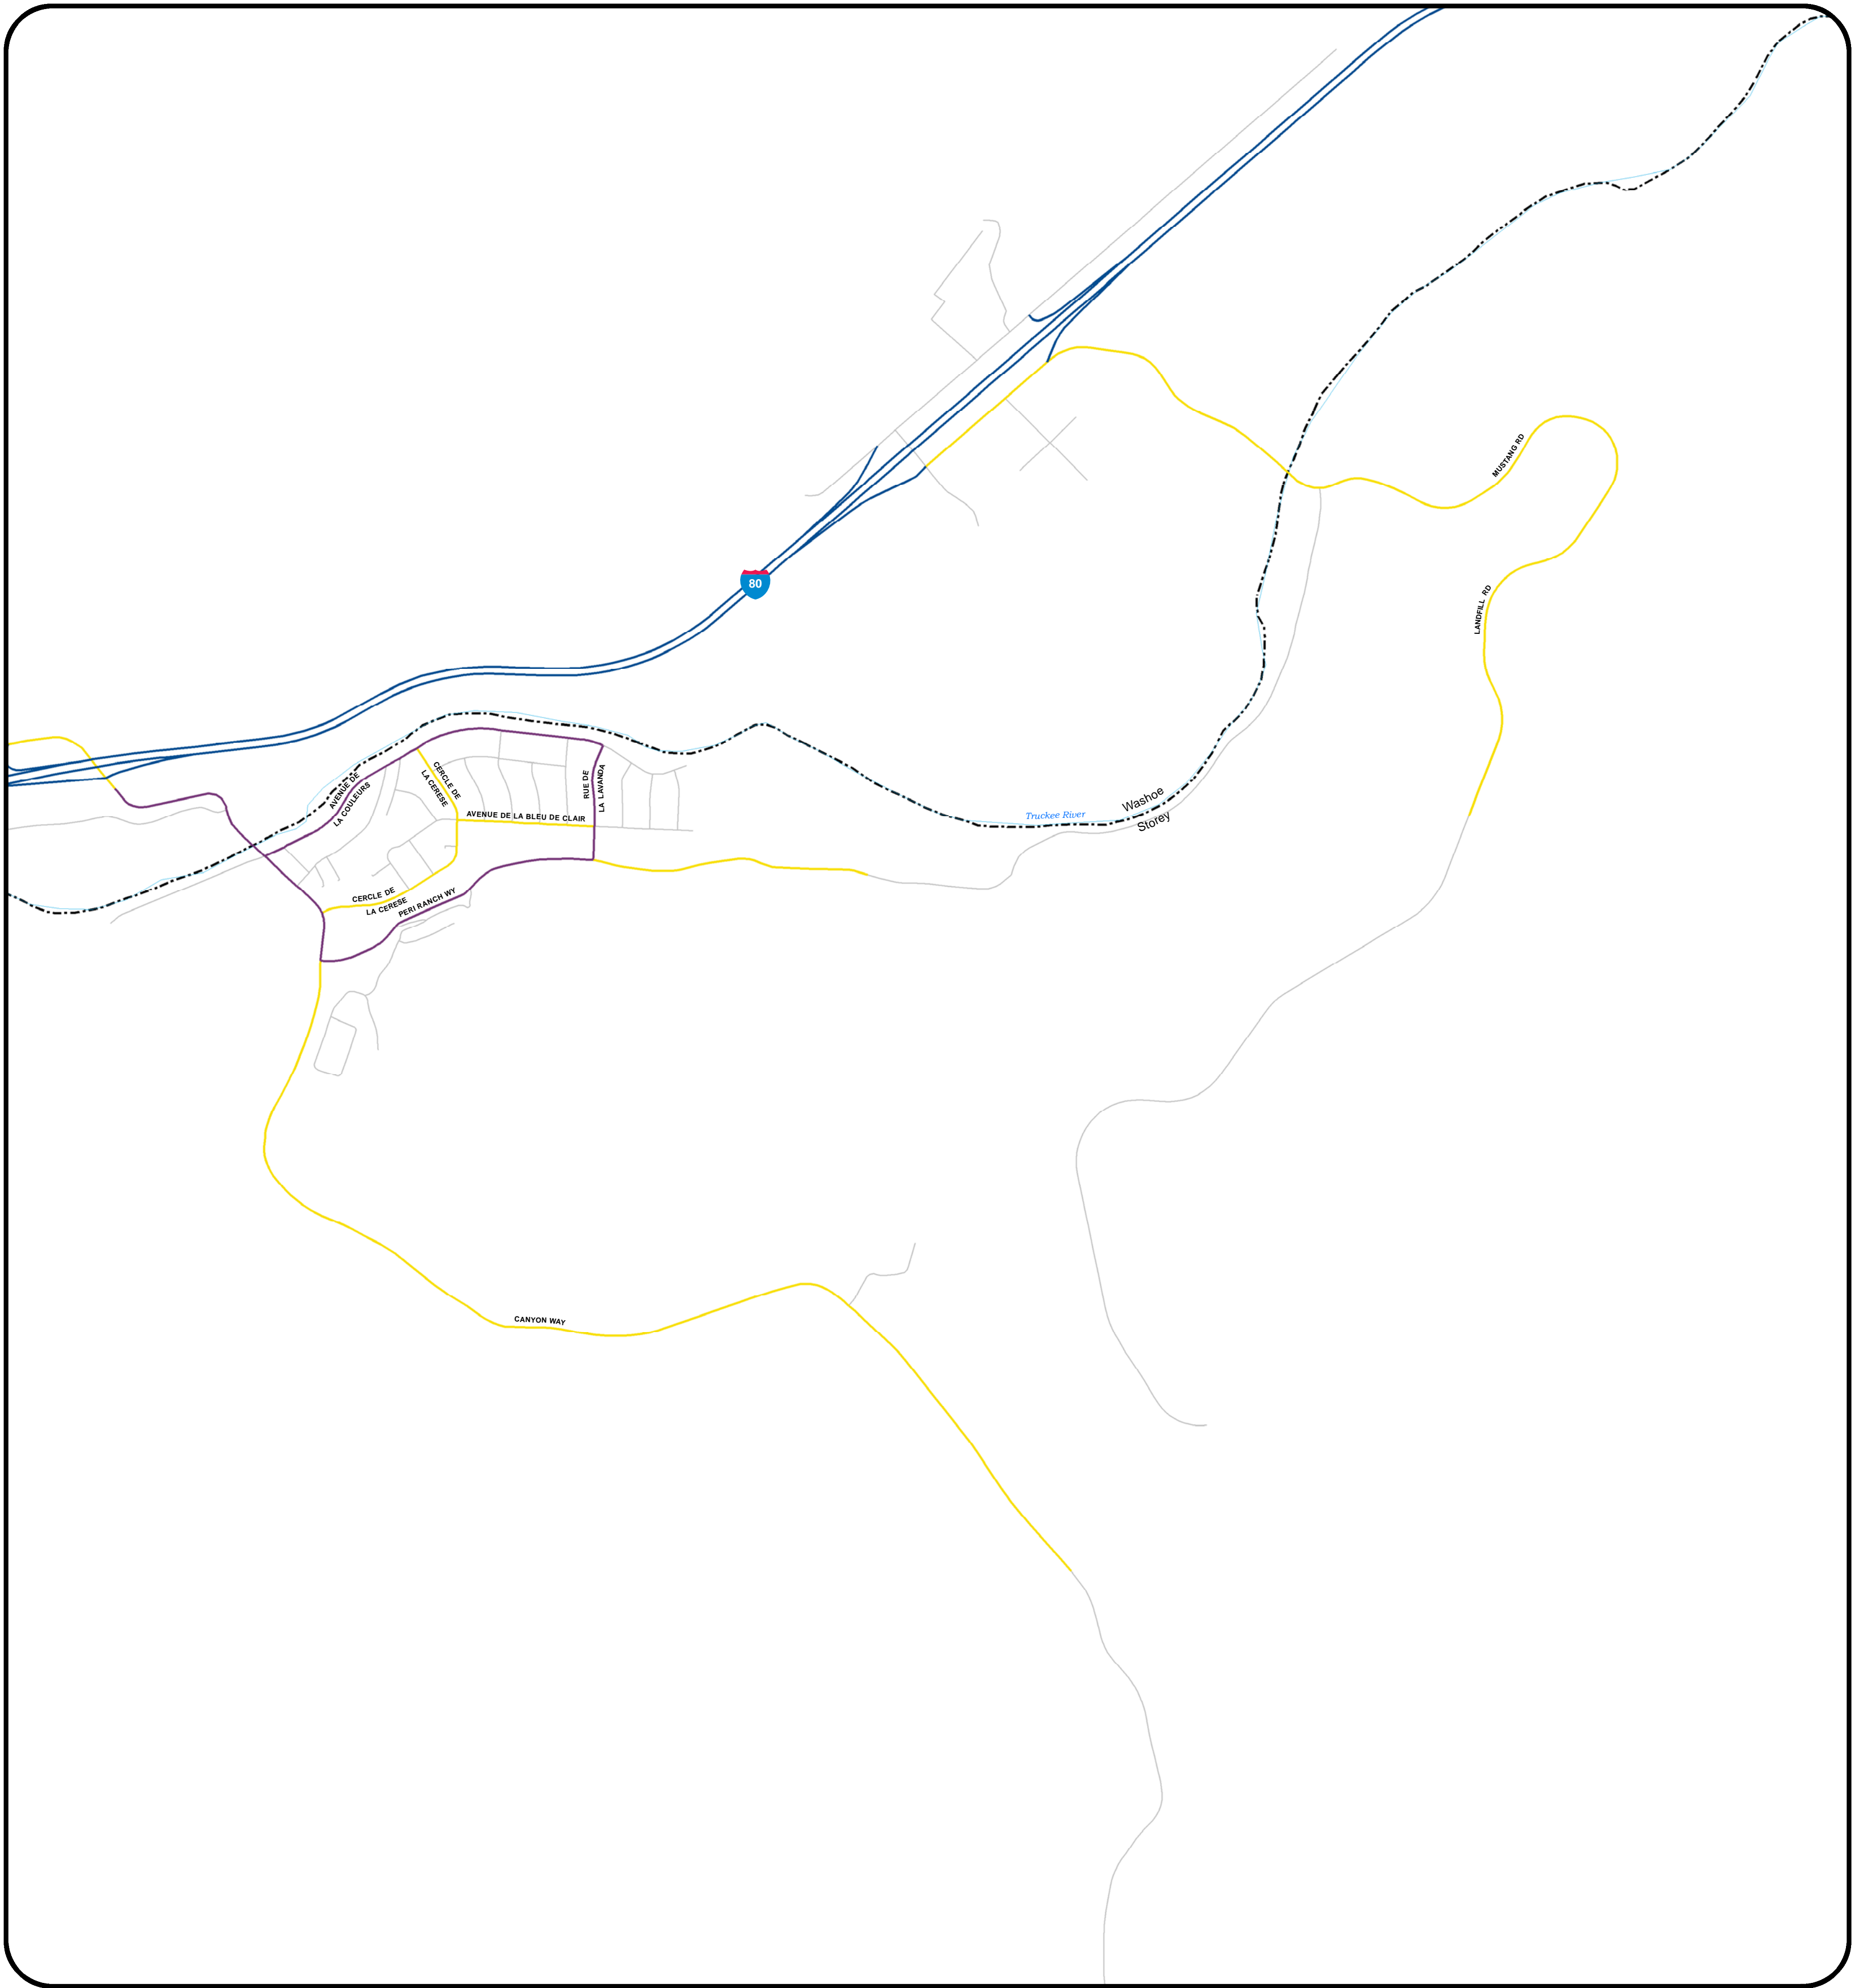 MUSTANG RD
80
LANDFILL RD
AVENUE DE
LA COULEURS
CERCLE DE
LA CERESE
RUE DE
LA LAVANDA
AVENUE DE LA BLEU DE CLAIR
Washoe
Truckee River
Storey
CERCLE DE
LA CERESE
PERI RANCH WY
CANYON WAY